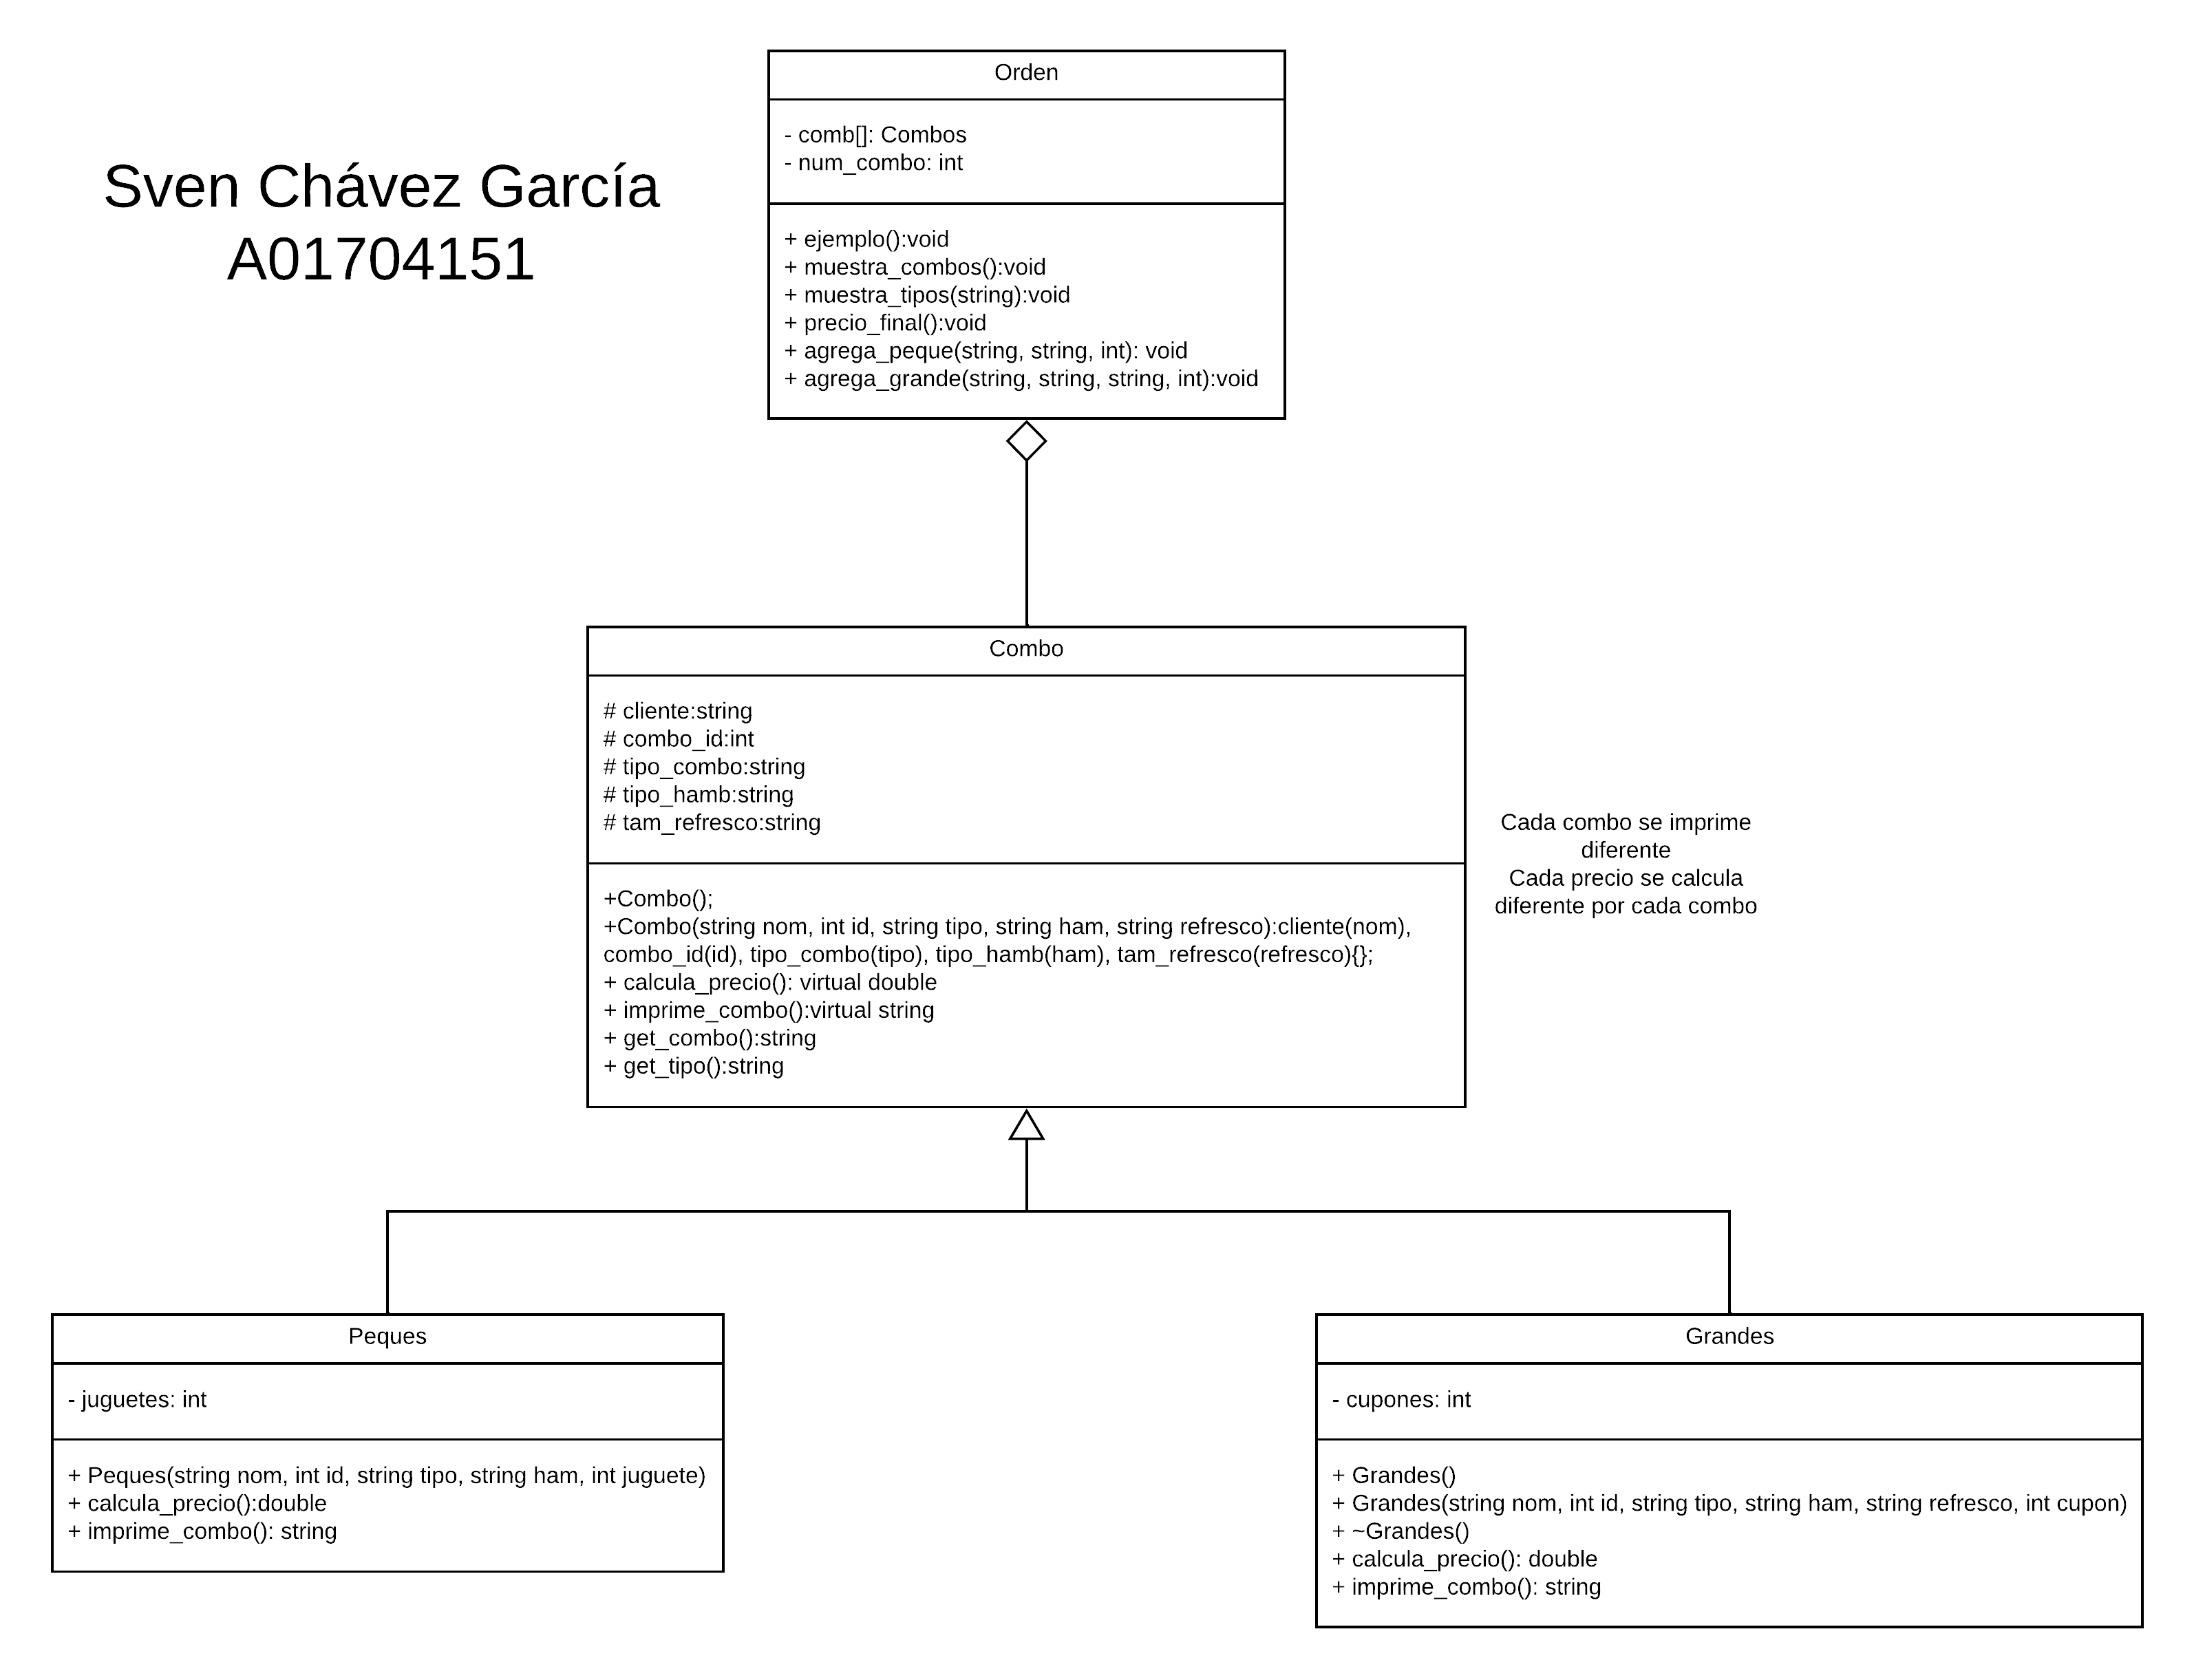 Sven Chávez García
A01704151
Orden
- comb[]: Combos
- num_combo: int
+ ejemplo():void
+ muestra_combos():void
+ muestra_tipos(string):void
+ precio_final():void
+ agrega_peque(string, string, int): void
+ agrega_grande(string, string, string, int):void
Combo
# cliente:string
# combo_id:int
# tipo_combo:string
# tipo_hamb:string
# tam_refresco:string
+Combo();
+Combo(string nom, int id, string tipo, string ham, string refresco):cliente(nom),
combo_id(id), tipo_combo(tipo), tipo_hamb(ham), tam_refresco(refresco){};
+ calcula_precio(): virtual double
+ imprime_combo():virtual string
+ get_combo():string
+ get_tipo():string
Cada combo se imprime
diferente
Cada precio se calcula
diferente por cada combo
Peques
- juguetes: int
+ Peques(string nom, int id, string tipo, string ham, int juguete)
+ calcula_precio():double
+ imprime_combo(): string
Grandes
- cupones: int
+ Grandes()
+ Grandes(string nom, int id, string tipo, string ham, string refresco, int cupon)
+ ~Grandes()
+ calcula_precio(): double
+ imprime_combo(): string